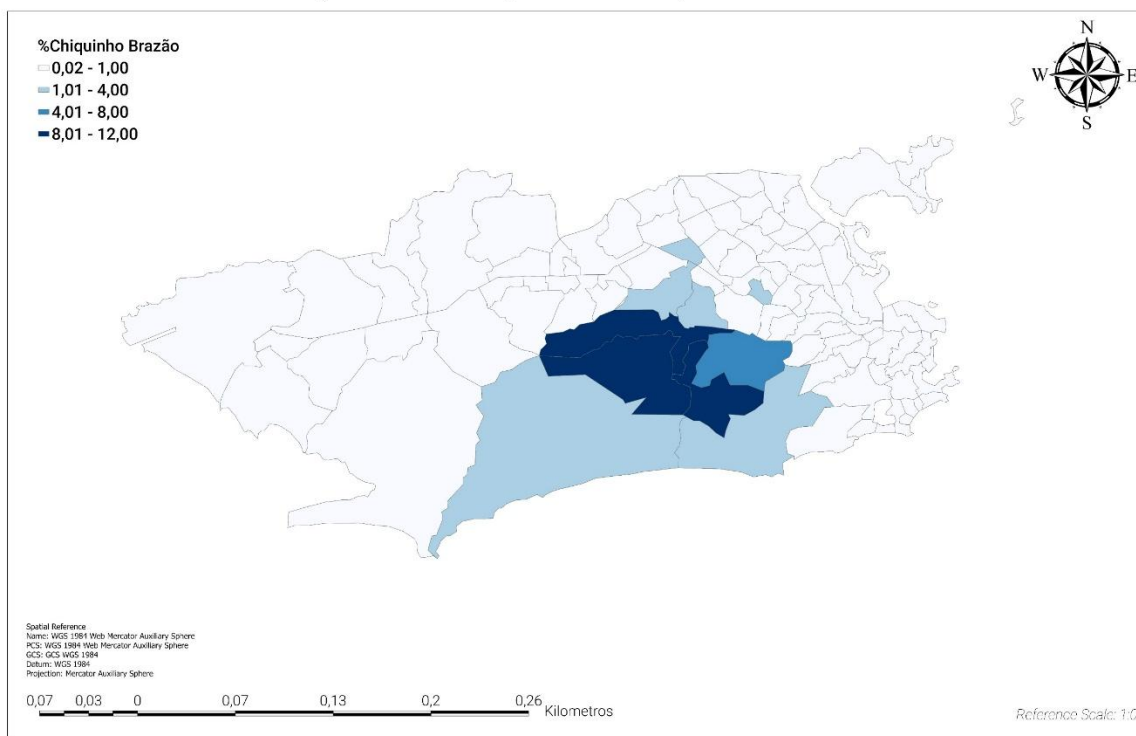 %Chiquinho Brazão
0,02 - 1,00
1,01 - 4,00
4,01 - 8,00
8,01 - 12,00
N
W E
S
Spatial Reference
Name: WGS 1984 Web Mercator Auxiliary Sphere
PCS: WGS 1984 Web Mercator Auxiliary Sphere
GCS: GCS WGS 1984
Datum: WGS 1984
Projection: Mercator Auxiliary Sphere
0,07 0,03 0 0,07 0,13 0,2 0,26
Kilometros
Reference Scale: 1:0